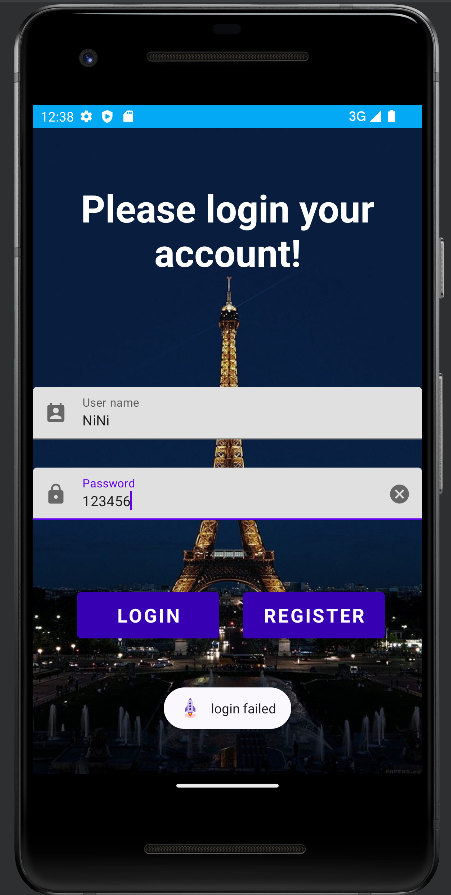 12:38 3G
Please login your
account!
User name
NiNi
Password
123456
LOGIN REGISTER
login failed